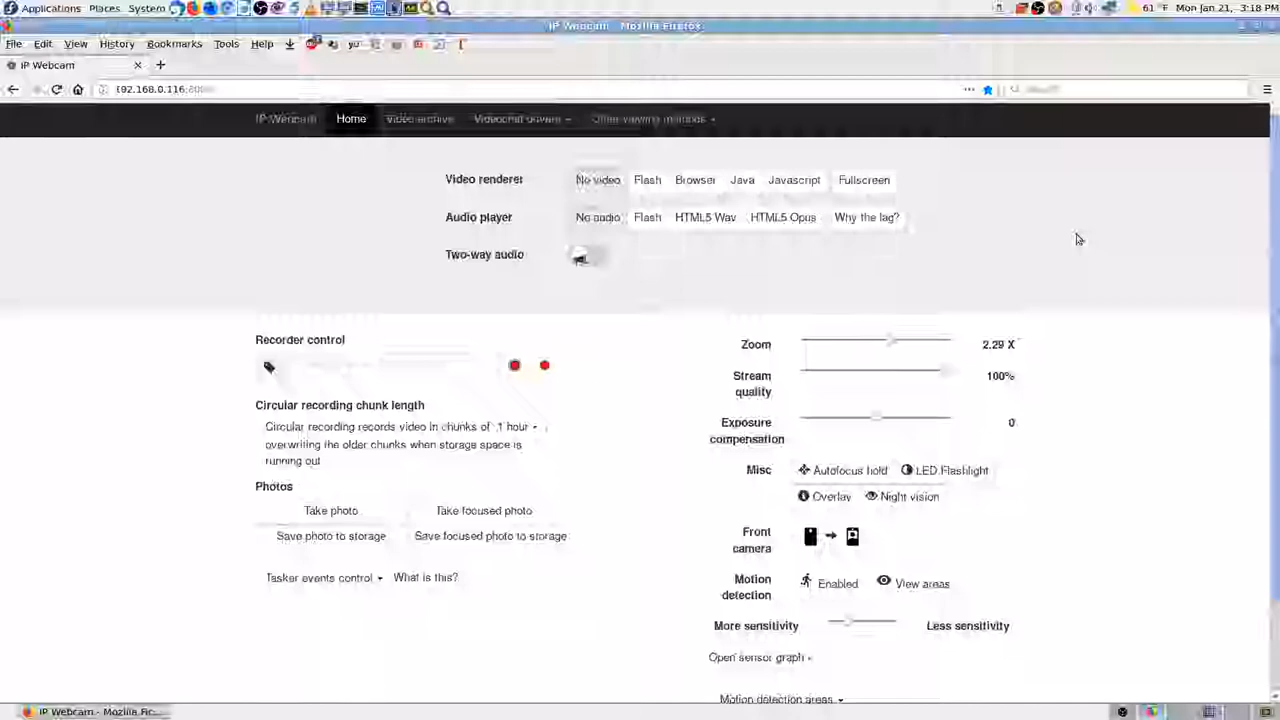 Applications Places System 61 °F Mon Jan 21, 3:18 PM
IP Webcam - Mozilla Firefox
File Edit View History Bookmarks Tools Help
IP Webcam
192.168.0.116:8080
IP Webcam Home Video archive Videochat drivers Other viewing methods
Video renderer No video Flash Browser Java Javascript Fullscreen
Audio player No audio Flash HTML5 Wav HTML5 Opus Why the lag?
Two-way audio
Recorder control
Circular recording chunk length
Circular recording records video in chunks of 1 hour
overwriting the older chunks when storage space is
running out
Photos
Take photo Take focused photo
Save photo to storage Save focused photo to storage
Tasker events control What is this?
Zoom 2.29 X
Stream quality 100%
Exposure compensation 0
Misc Autofocus hold LED Flashlight
Overlay Night vision
Front camera
Motion detection Enabled View areas
More sensitivity Less sensitivity
Open sensor graph
Motion detection areas
IP Webcam - Mozilla Fic...